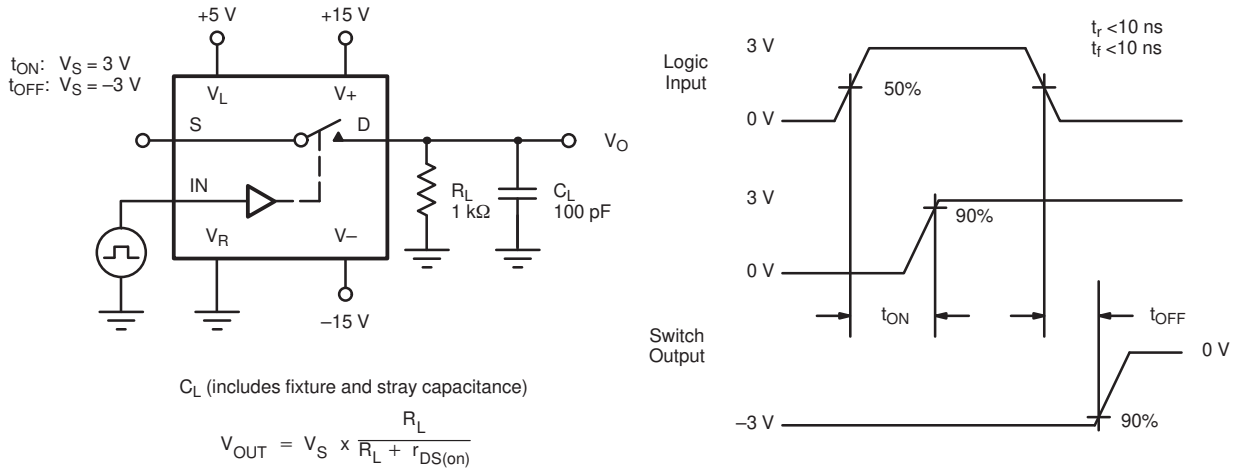 +5 V
+15 V
tON: VS = 3 V
tOFF: VS = –3 V
VL
V+
S
D
VO
IN
RL
1 kΩ
CL
100 pF
VR
V–
–15 V
CL (includes fixture and stray capacitance)
VOUT = VS x RL / RL + rDS(on)
tr <10 ns
tf <10 ns
Logic
Input
3 V
50%
0 V
3 V
90%
0 V
tON
tOFF
Switch
Output
0 V
–3 V
90%